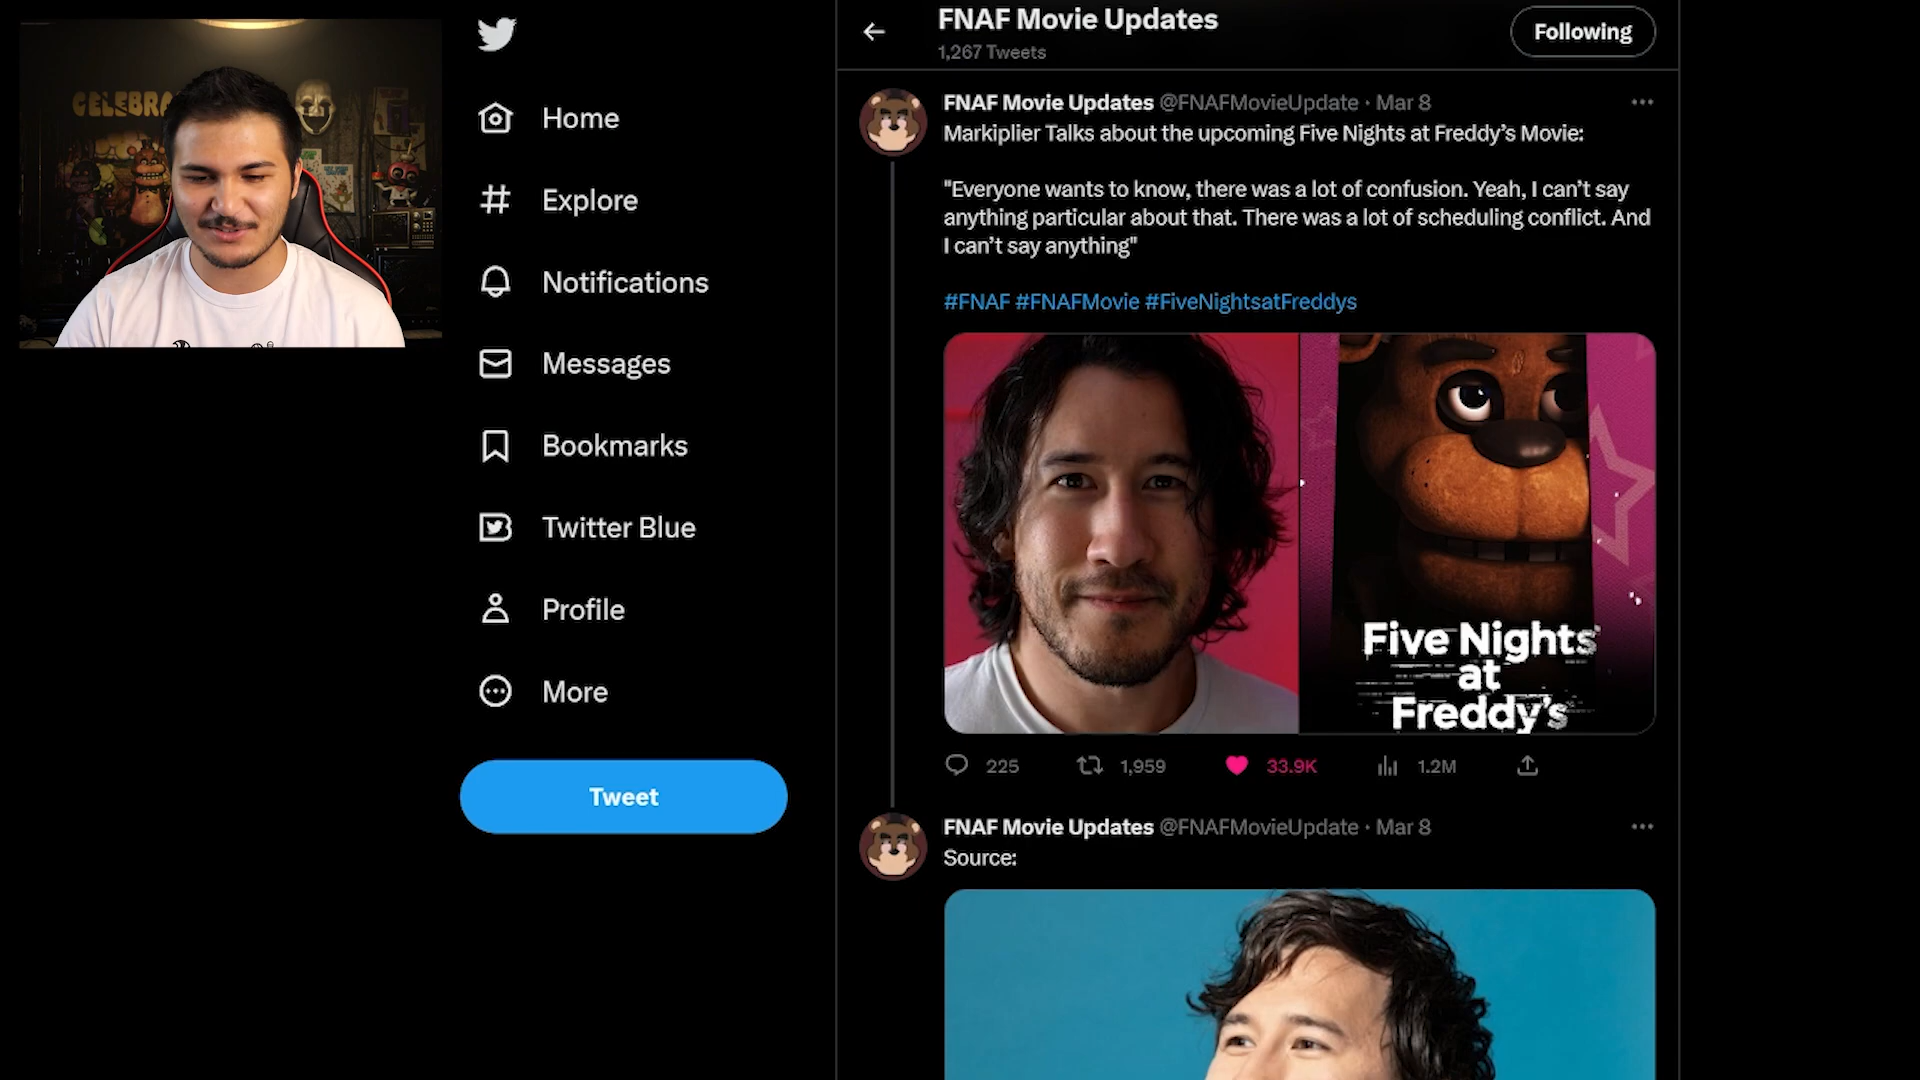 CELEBRA
Home
Explore
Notifications
Messages
Bookmarks
Twitter Blue
Profile
More
Tweet
FNAF Movie Updates
1,267 Tweets
Following
FNAF Movie Updates @FNAFMovieUpdate · Mar 8
Markiplier Talks about the upcoming Five Nights at Freddy’s Movie:
"Everyone wants to know, there was a lot of confusion. Yeah, I can’t say
anything particular about that. There was a lot of scheduling conflict. And
I can’t say anything"
#FNAF #FNAFMovie #FiveNightsatFreddys
Five Nights
at
Freddy’s
225 1,959 33.9K 1.2M
FNAF Movie Updates @FNAFMovieUpdate · Mar 8
Source: